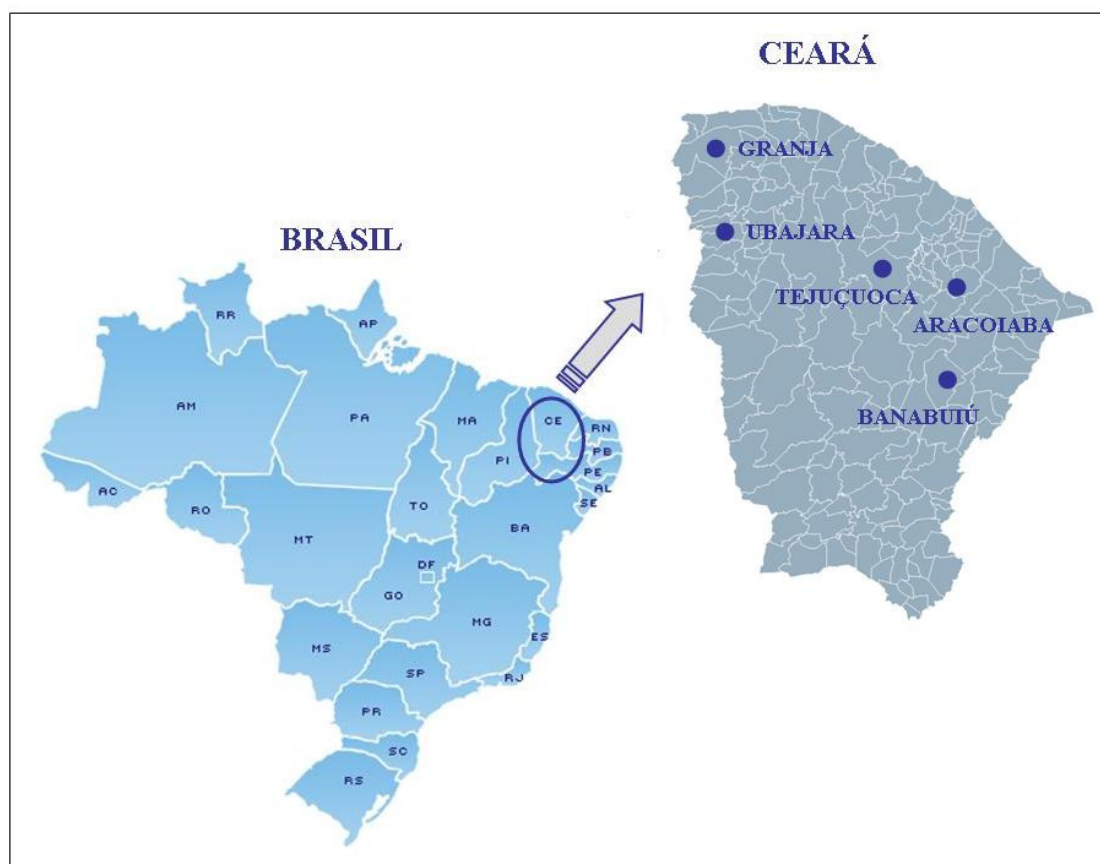 CEARÁ
GRANJA
UBAJARA
TEJUÇUOCA
ARACOIABA
BANABUIÚ
BRASIL
RR
AP
AM
PA
MA
CE
RN
PB
PI
PE
AL
SE
AC
RO
TO
BA
MT
DF
GO
MG
ES
MS
SP
RJ
PR
SC
RS